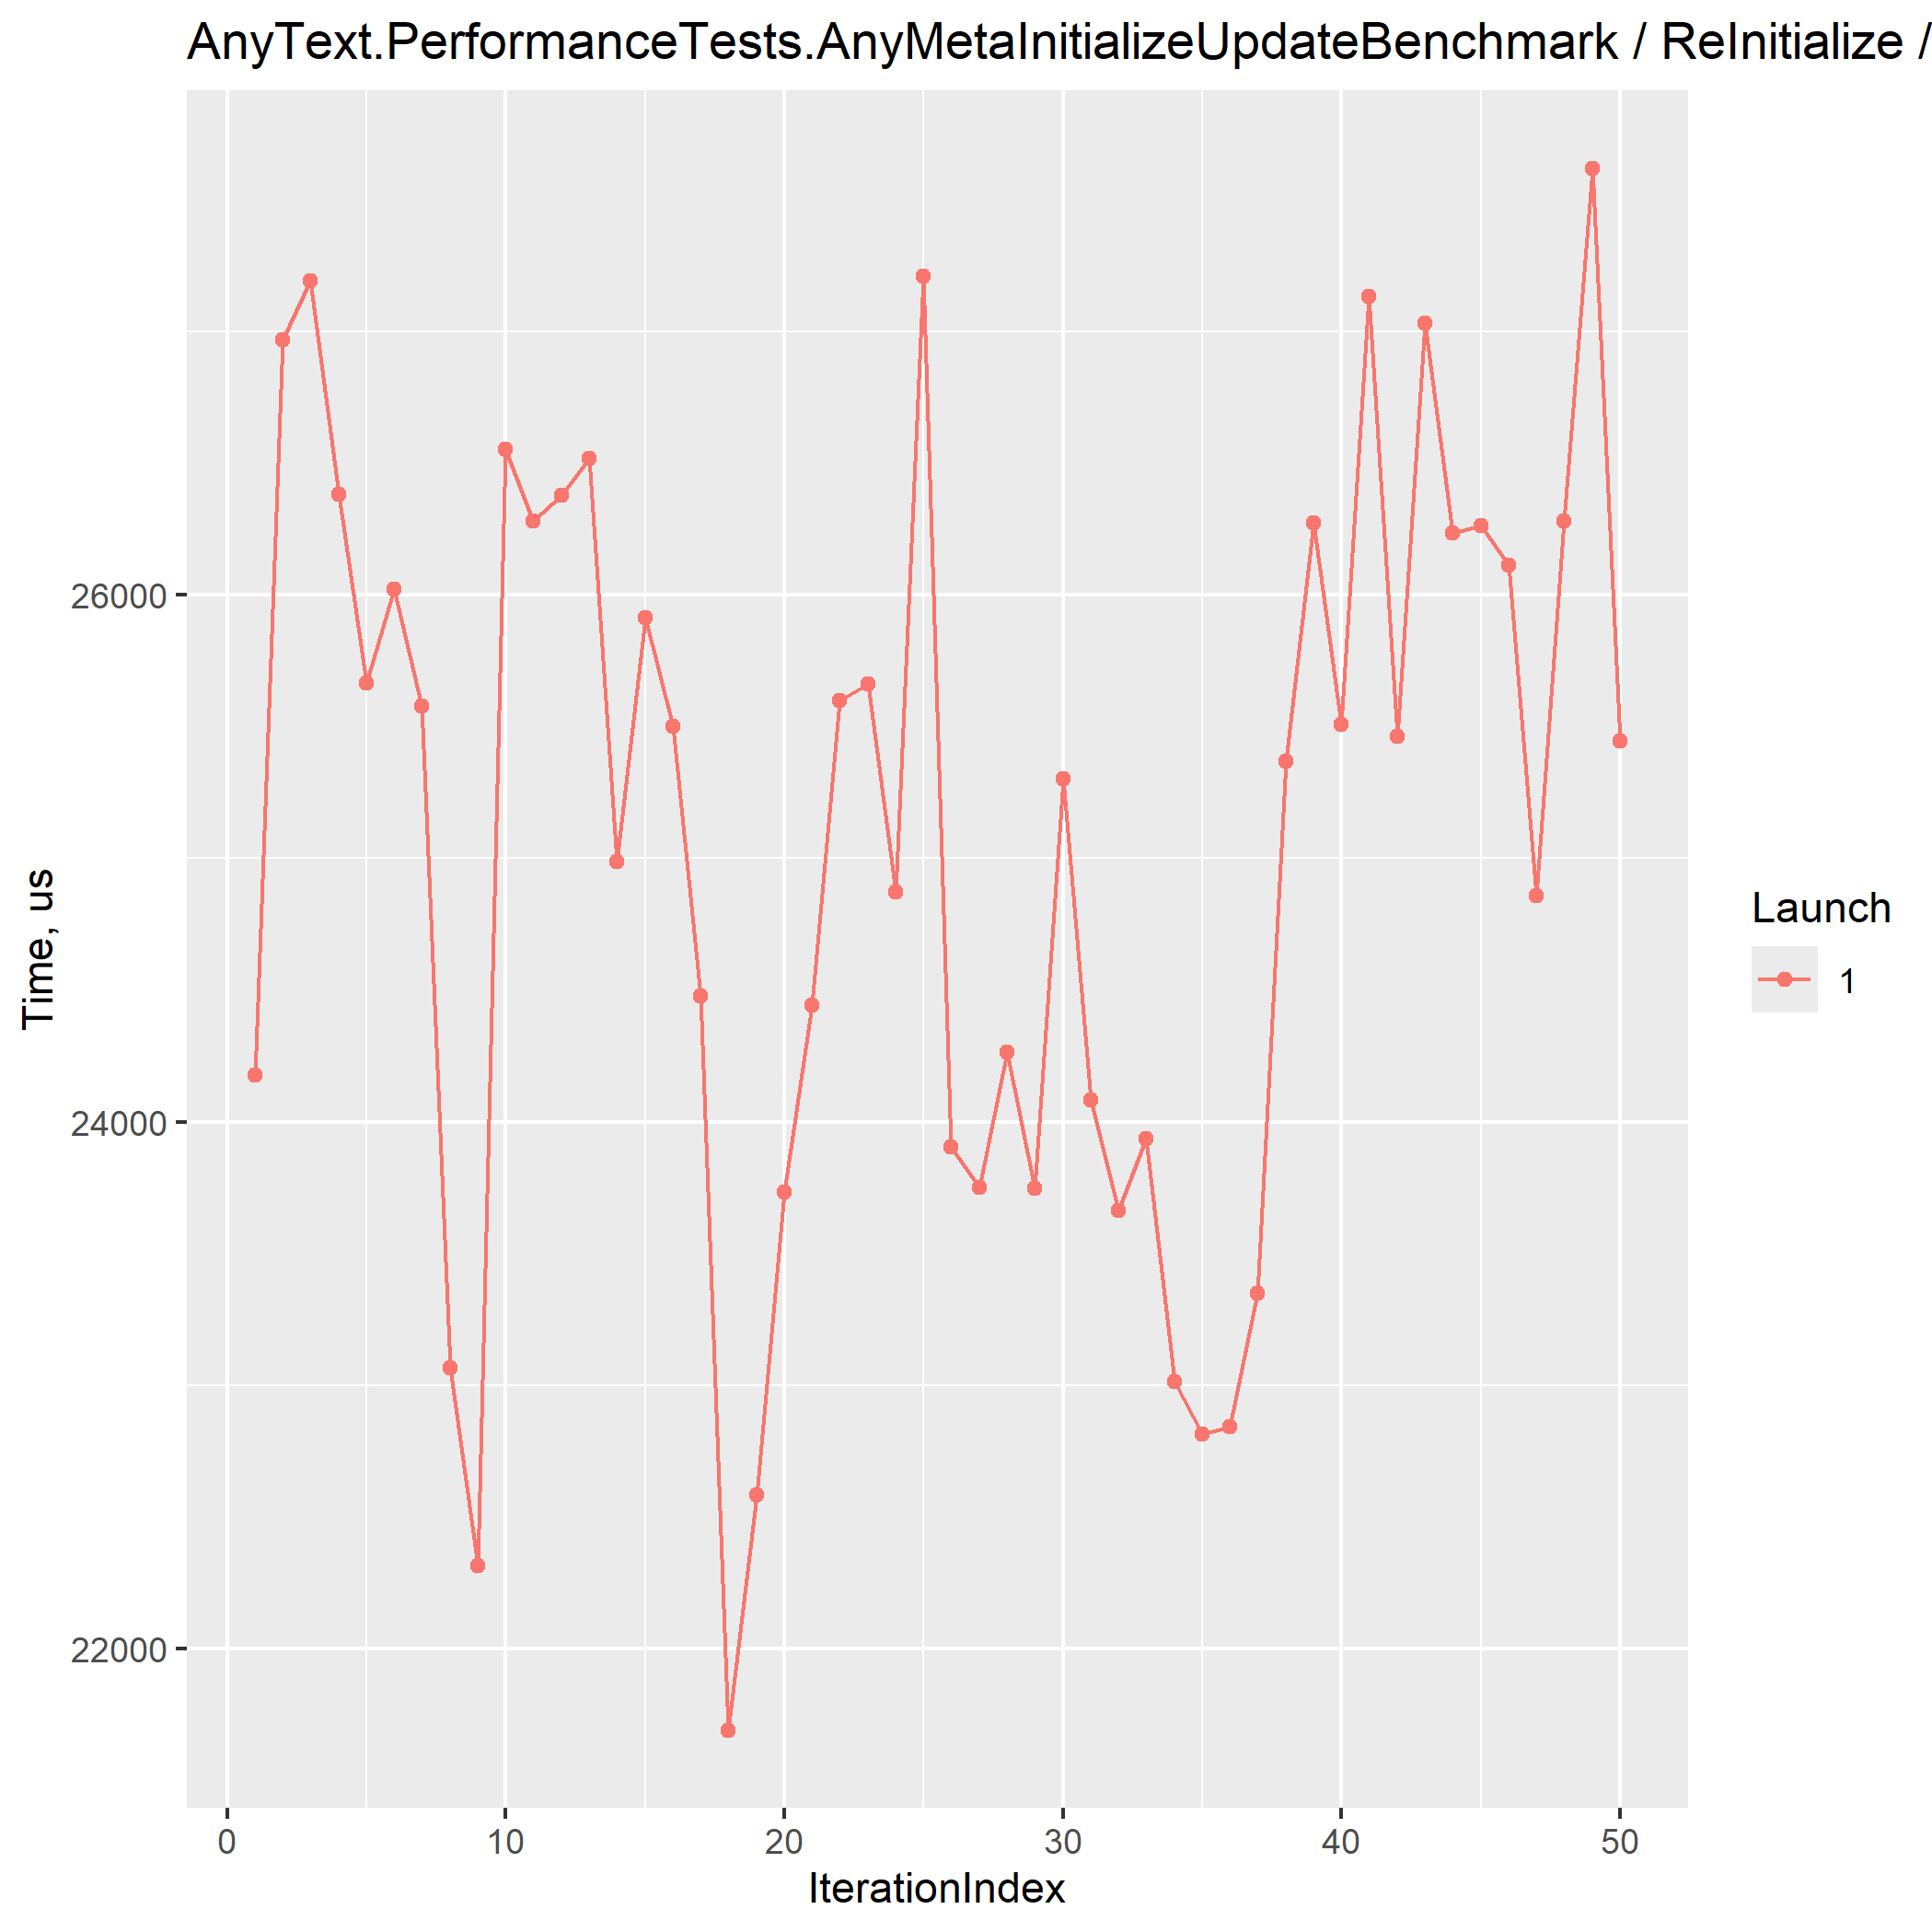 AnyText.PerformanceTests.AnyMetaInitializeUpdateBenchmark / ReInitialize /
Time, us
26000
24000
22000
0 10 20 30 40 50
IterationIndex
Launch
1